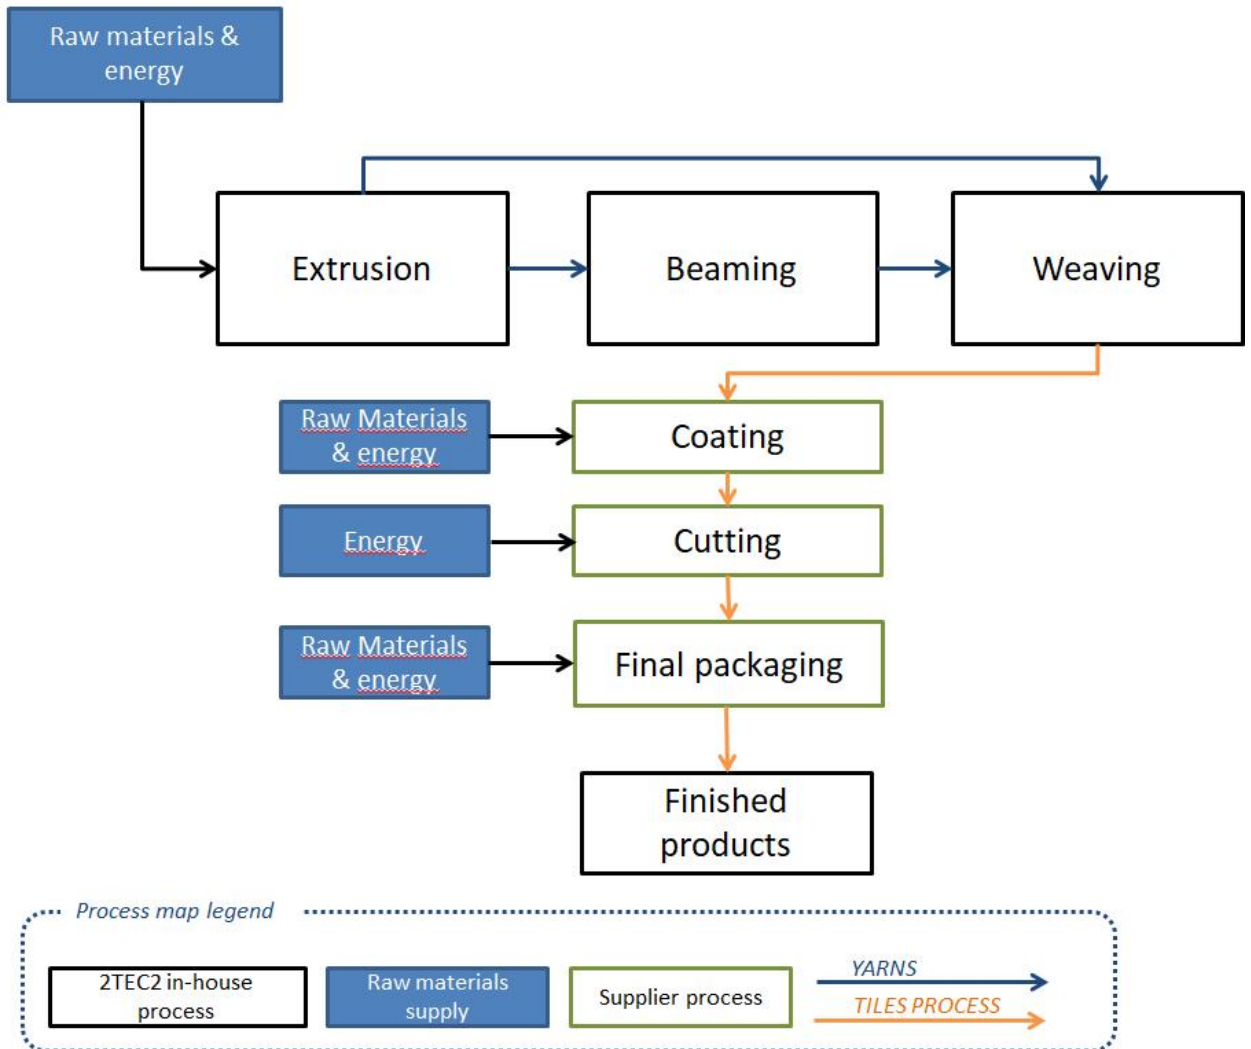 Raw materials &
energy
Extrusion
Beaming
Weaving
Raw Materials
& energy
Coating
Energy
Cutting
Raw Materials
& energy
Final packaging
Finished
products
Process map legend
2TEC2 in-house
process
Raw materials
supply
Supplier process
YARNS
TILES PROCESS